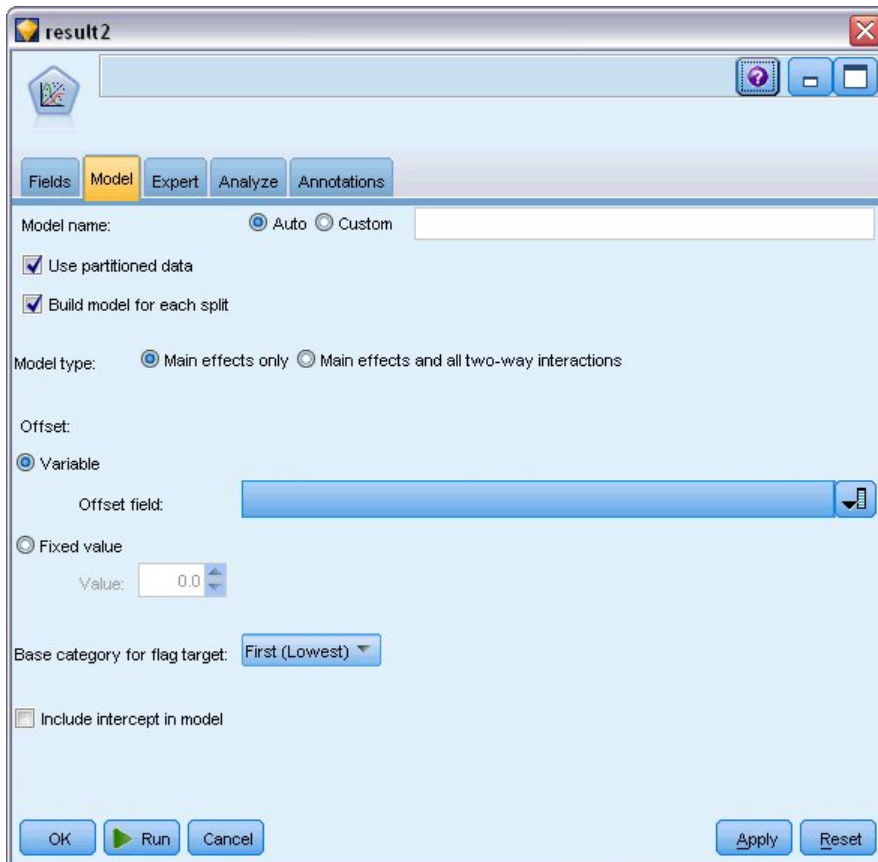 result2
Fields Model Expert Analyze Annotations
Model name: Auto Custom
Use partitioned data
Build model for each split
Model type: Main effects only Main effects and all two-way interactions
Offset:
Variable
Offset field:
Fixed value
Value: 0.0
Base category for flag target: First (Lowest)
Include intercept in model
OK Run Cancel Apply Reset